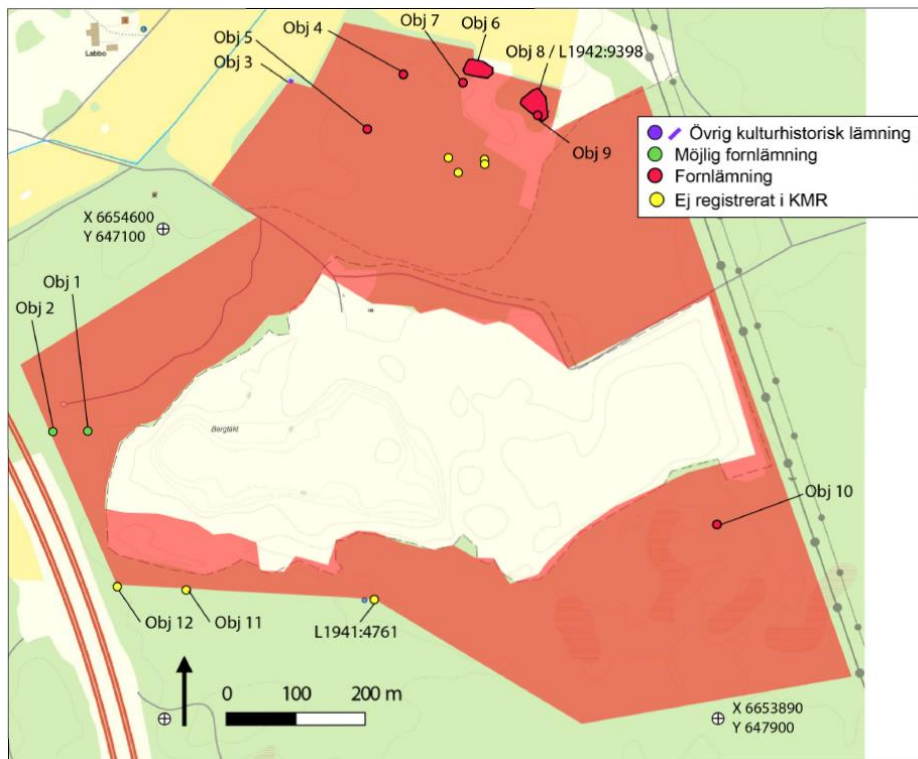 Labbo
Obj 5
Obj 3
Obj 4
Obj 7
Obj 6
Obj 8 / L1942:9398
Obj 9
Övrig kulturhistorisk lämning
Möjlig fornlämning
Fornlämning
Ej registrerat i KMR
X 6654600
Y 647100
Obj 1
Obj 2
Bergtäkt
Obj 10
Obj 12
Obj 11
L1941:4761
0 100 200 m
X 6653890
Y 647900